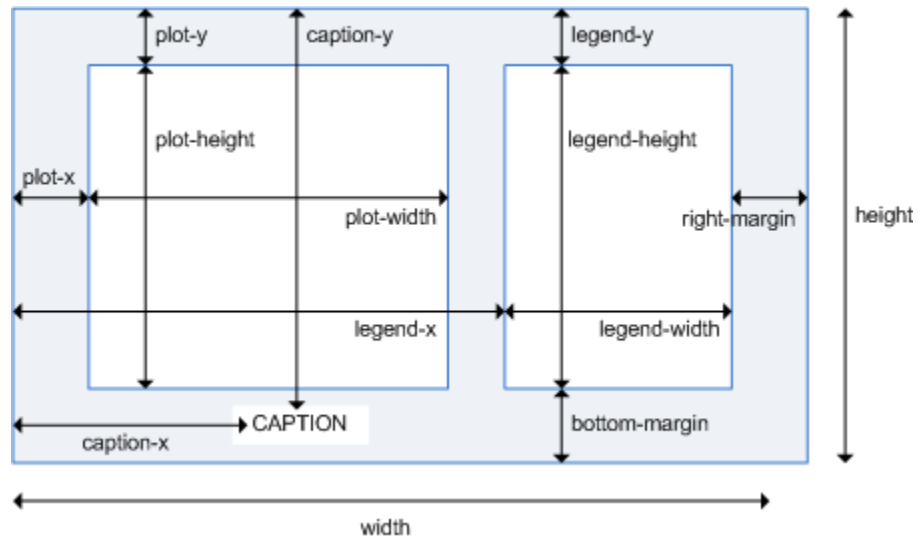 plot-y
caption-y
legend-y
plot-height
legend-height
plot-x
plot-width
right-margin
height
legend-x
legend-width
CAPTION
bottom-margin
caption-x
width